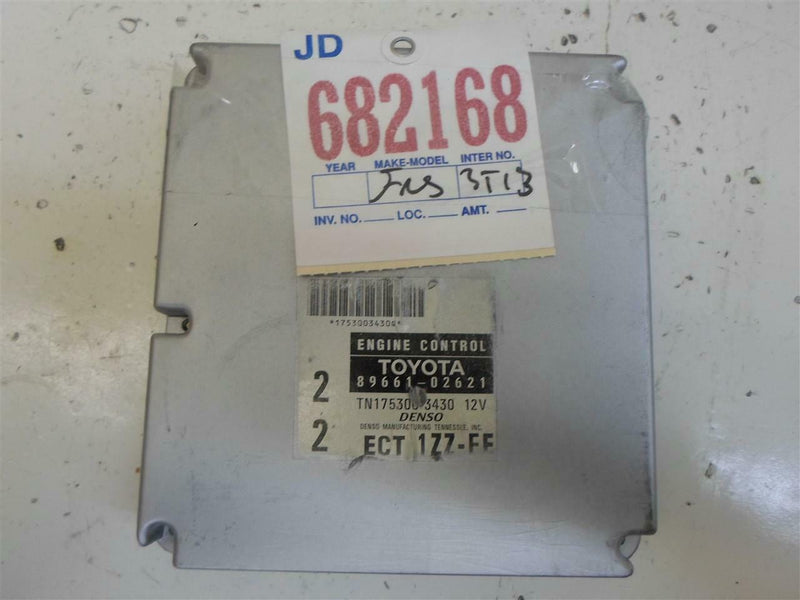 JD
682168
YEAR MAKE-MODEL INTER NO.
3T13
INV. NO. LOC. AMT.
*1753003430*
ENGINE CONTROL
TOYOTA
89661-02621
2
TN175300-3430 12V
DENSO
DENSO MANUFACTURING TENNESSEE, INC.
2
ECT 1ZZ-FE